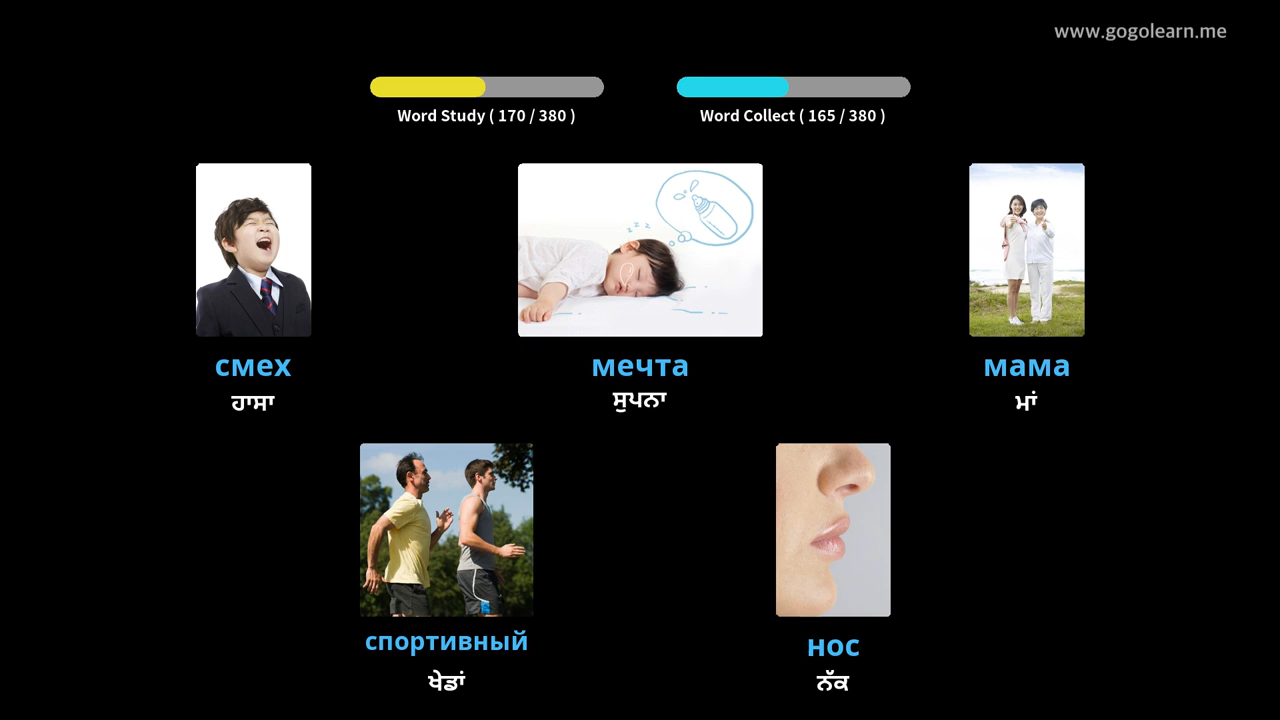 www.gogolearn.me
Word Study ( 170 / 380 )
Word Collect ( 165 / 380 )
смех
мечта
мама
ਹਾਸਾ
ਸੁਪਨਾ
ਮਾਂ
спортивный
нос
ਖੇਡਾਂ
ਨੱਕ